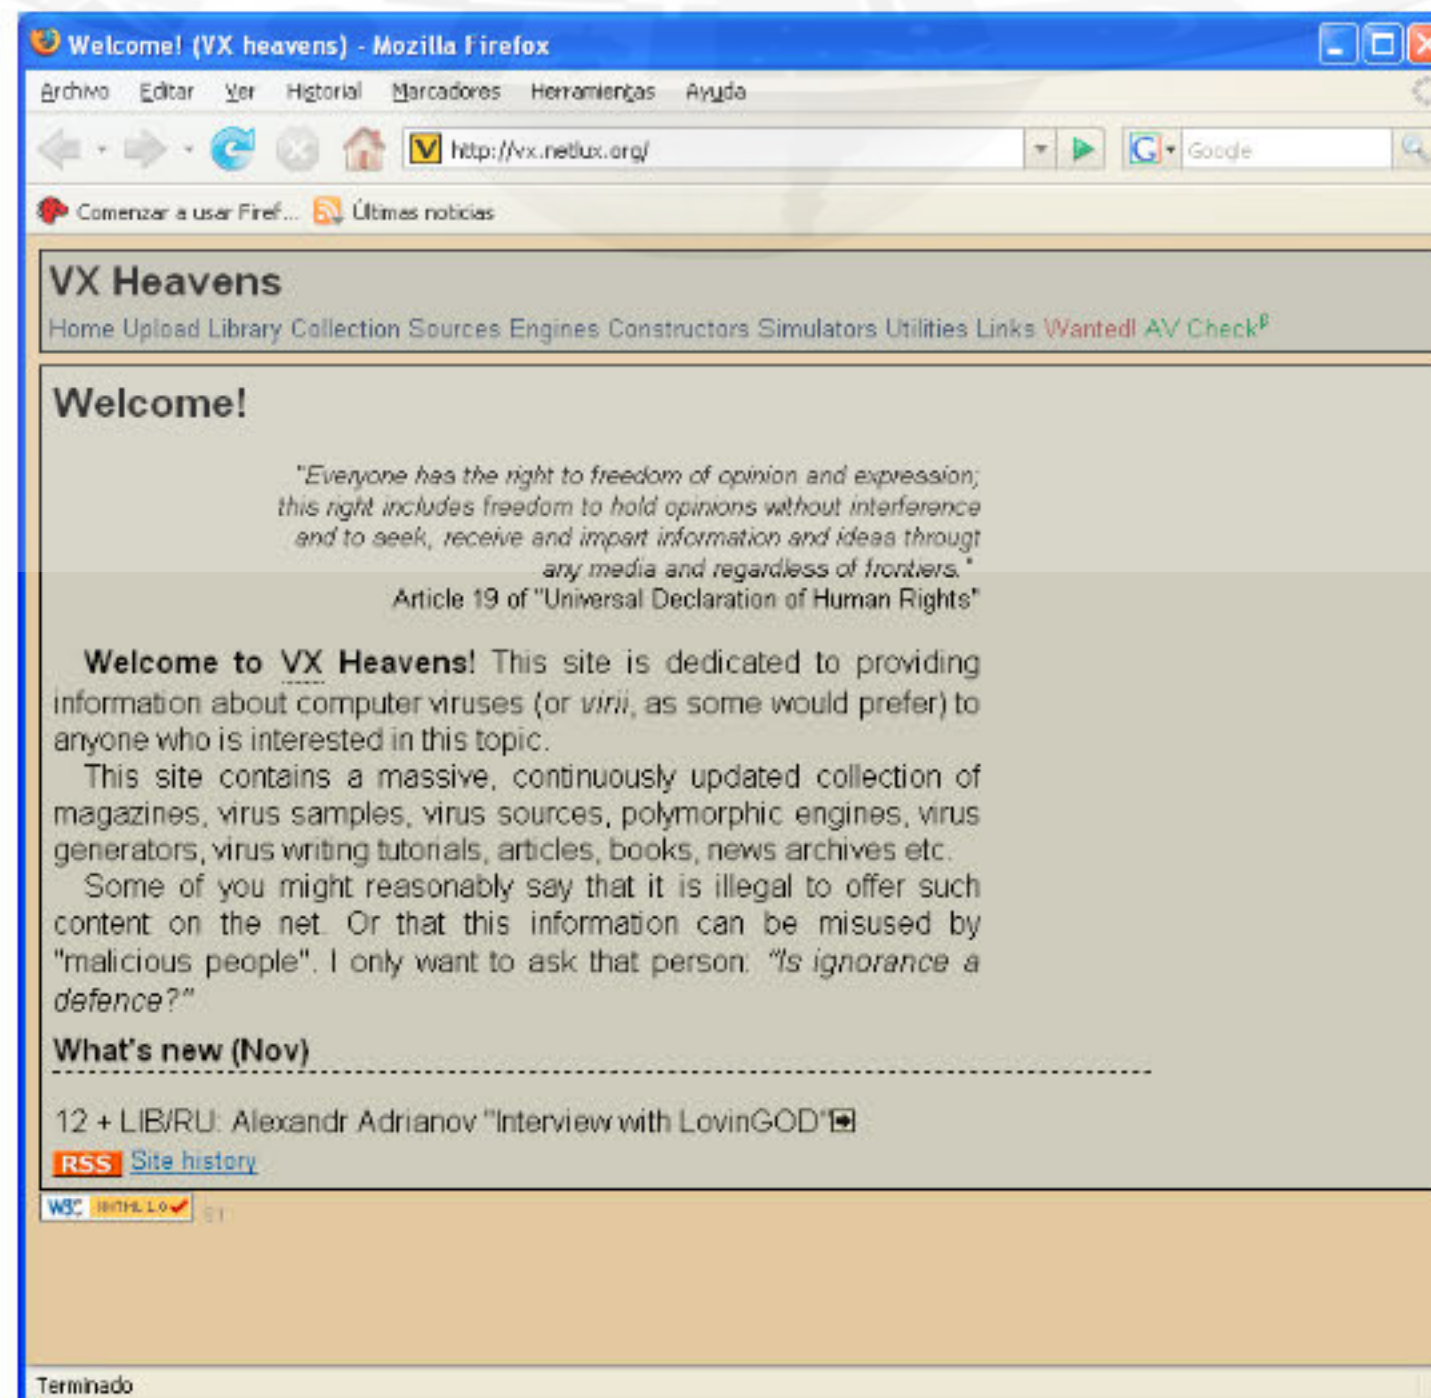 Welcome! (VX heavens) - Mozilla Firefox
Archivo Editar Ver Historial Marcadores Herramientas Ayuda
http://vx.netlux.org/ Google
Comenzar a usar Firef... Últimas noticias
VX Heavens
Home Upload Library Collection Sources Engines Constructors Simulators Utilities Links Wanted! AV Checkβ
Welcome!
"Everyone has the right to freedom of opinion and expression;
this right includes freedom to hold opinions without interference
and to seek, receive and impart information and ideas througt
any media and regardless of frontiers."
Article 19 of "Universal Declaration of Human Rights"
Welcome to VX Heavens! This site is dedicated to providing
information about computer viruses (or virii, as some would prefer) to
anyone who is interested in this topic.
This site contains a massive, continuously updated collection of
magazines, virus samples, virus sources, polymorphic engines, virus
generators, virus writing tutorials, articles, books, news archives etc.
Some of you might reasonably say that it is illegal to offer such
content on the net. Or that this information can be misused by
"malicious people". I only want to ask that person: "Is ignorance a
defence?"
What's new (Nov)
12 + LIB/RU: Alexandr Adrianov "Interview with LovinGOD"
RSS Site history
W3C XHTML 1.0
Terminado